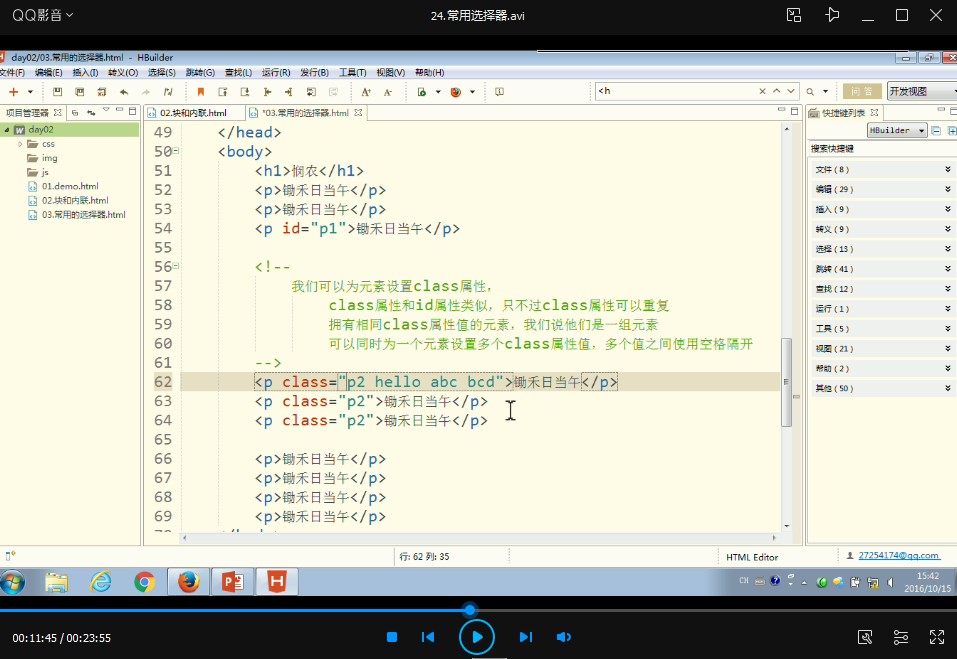 QQ影音
24.常用选择器.avi
day02/03.常用的选择器.html - HBuilder
文件(F) 编辑(E) 插入(I) 转义(O) 选择(S) 跳转(G) 查找(L) 运行(R) 发行(B) 工具(T) 视图(V) 帮助(H)
<h
问 答
开发视图
项目管理器
02.块和内联.html
*03.常用的选择器.html
快捷键列表
day02
css
img
js
01.demo.html
02.块和内联.html
03.常用的选择器.html
49 </head>
50 <body>
51 <h1>悯农</h1>
52 <p>锄禾日当午</p>
53 <p>锄禾日当午</p>
54 <p id="p1">锄禾日当午</p>
55
56 <!--
57 我们可以为元素设置class属性,
58 class属性和id属性类似，只不过class属性可以重复
59 拥有相同class属性值的元素，我们说他们是一组元素
60 可以同时为一个元素设置多个class属性值，多个值之间使用空格隔开
61 -->
62 <p class="p2 hello abc bcd">锄禾日当午</p>
63 <p class="p2">锄禾日当午</p>
64 <p class="p2">锄禾日当午</p>
65
66 <p>锄禾日当午</p>
67 <p>锄禾日当午</p>
68 <p>锄禾日当午</p>
69 <p>锄禾日当午</p>
HBuilder
搜索快捷键
文件 ( 8 )
编辑 ( 29 )
插入 ( 9 )
转义 ( 9 )
选择 ( 13 )
跳转 ( 41 )
查找 ( 12 )
运行 ( 1 )
工具 ( 5 )
视图 ( 21 )
帮助 ( 2 )
其他 ( 50 )
行: 62 列: 35
HTML Editor
27254174@qq.com
CH
15:42
2016/10/15
00:11:45 / 00:23:55